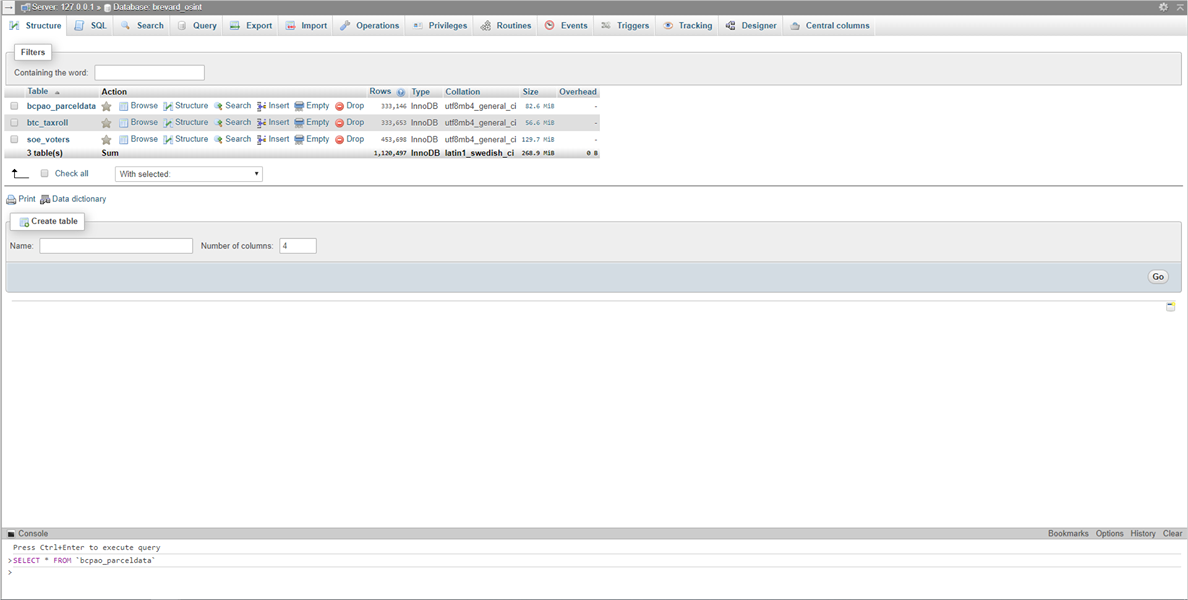 Server: 127.0.0.1 » Database: brevard_osint
Structure SQL Search Query Export Import Operations Privileges Routines Events Triggers Tracking Designer Central columns
Filters
Containing the word:
Table Action Rows Type Collation Size Overhead
bcpao_parceldata Browse Structure Search Insert Empty Drop 333,146 InnoDB utf8mb4_general_ci 82.6 MiB -
btc_taxroll Browse Structure Search Insert Empty Drop 333,653 InnoDB utf8mb4_general_ci 56.6 MiB -
soe_voters Browse Structure Search Insert Empty Drop 453,698 InnoDB utf8mb4_general_ci 129.7 MiB -
3 table(s) Sum 1,120,497 InnoDB latin1_swedish_ci 268.9 MiB 0 B
Check all With selected:
Print Data dictionary
Create table
Name: Number of columns: 4
Go
Console Bookmarks Options History Clear
Press Ctrl+Enter to execute query
>SELECT * FROM `bcpao_parceldata`
>